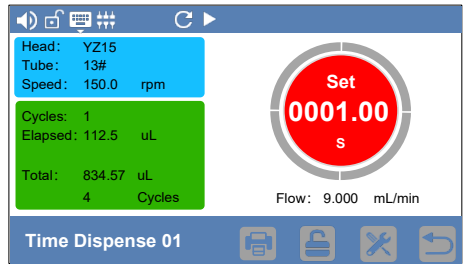 Head: YZ15
Tube: 13#
Speed: 150.0 rpm
Cycles: 1
Elapsed: 112.5 uL
Total: 834.57 uL
4 Cycles
Set
0001.00
s
Flow: 9.000 mL/min
Time Dispense 01